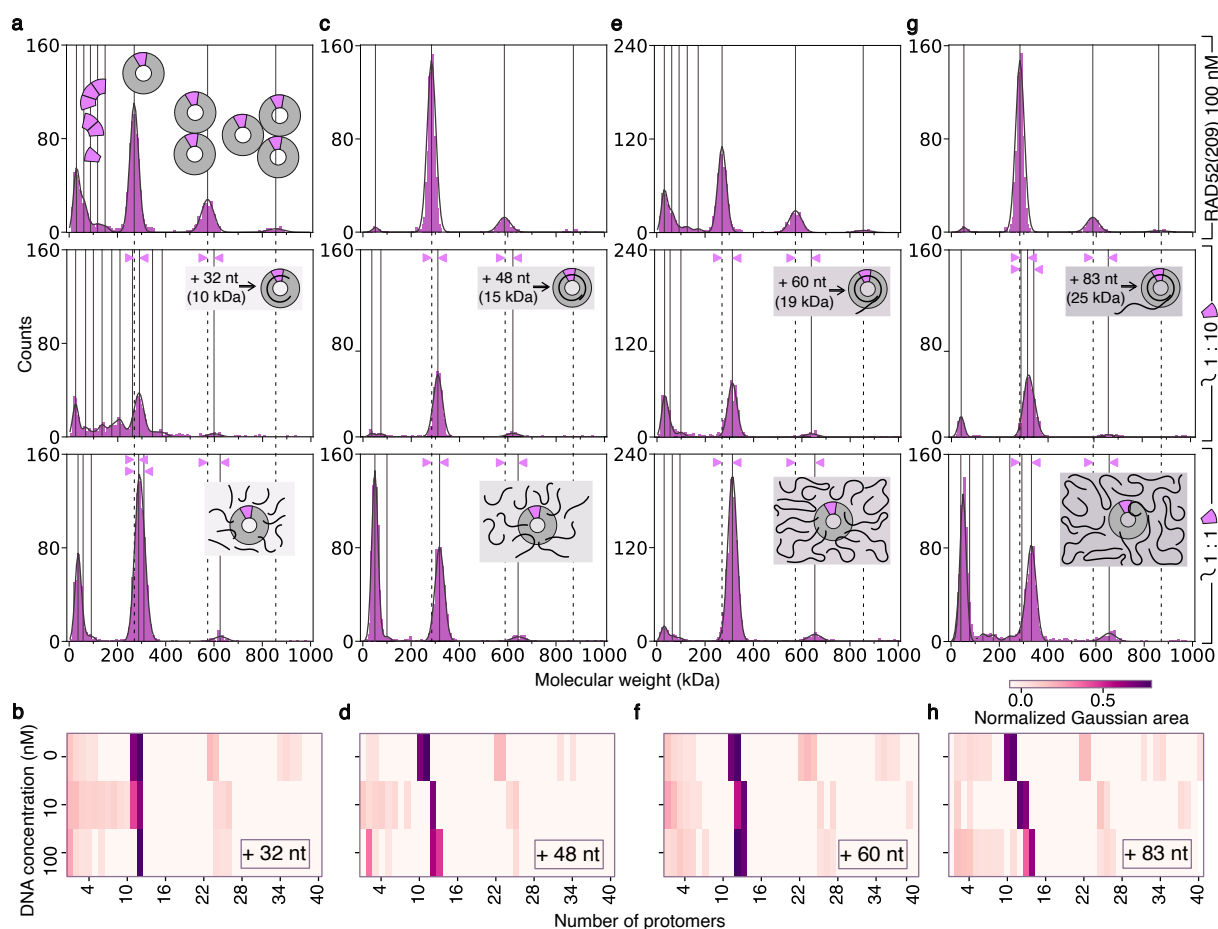 a
c
e
g
160
80
0
160
80
0
240
120
0
160
80
0
RAD52(209) 100 nM
Counts
160
80
0
+ 32 nt
(10 kDa)
160
80
0
+ 48 nt
(15 kDa)
240
120
0
+ 60 nt
(19 kDa)
160
80
0
+ 83 nt
(25 kDa)
~ 1 : 10
160
80
0
0 200 400 600 800 1000
160
80
0
0 200 400 600 800 1000
240
120
0
0 200 400 600 800 1000
160
80
0
0 200 400 600 800 1000
~ 1 : 1
Molecular weight (kDa)
0.0 0.5
Normalized Gaussian area
b
d
f
h
DNA concentration (nM)
0
10
100
+ 32 nt
+ 48 nt
+ 60 nt
+ 83 nt
4 10 16 22 28 34 40
4 10 16 22 28 34 40
4 10 16 22 28 34 40
4 10 16 22 28 34 40
Number of protomers